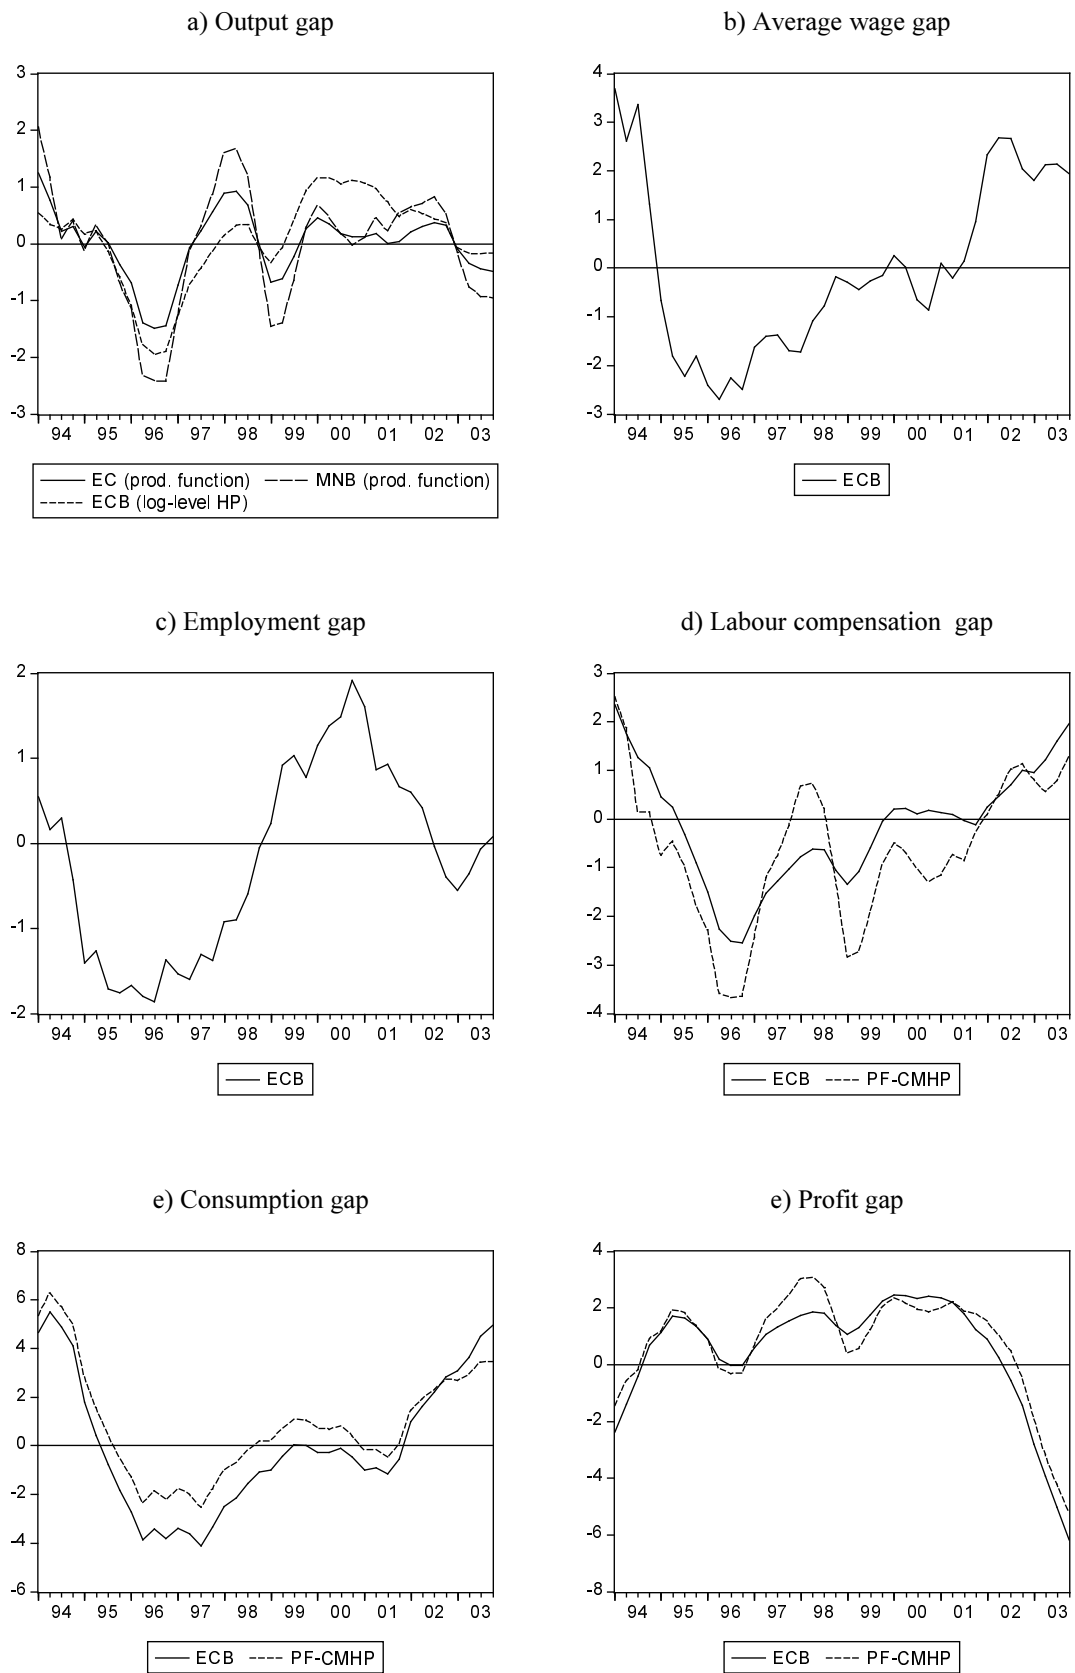 a) Output gap
b) Average wage gap
3
2
1
0
-1
-2
-3
94 95 96 97 98 99 00 01 02 03
EC (prod. function) MNB (prod. function)
ECB (log-level HP)
4
3
2
1
0
-1
-2
-3
94 95 96 97 98 99 00 01 02 03
ECB
c) Employment gap
d) Labour compensation gap
2
1
0
-1
-2
94 95 96 97 98 99 00 01 02 03
ECB
3
2
1
0
-1
-2
-3
-4
94 95 96 97 98 99 00 01 02 03
ECB PF-CMHP
e) Consumption gap
e) Profit gap
8
6
4
2
0
-2
-4
-6
94 95 96 97 98 99 00 01 02 03
ECB PF-CMHP
4
2
0
-2
-4
-6
-8
94 95 96 97 98 99 00 01 02 03
ECB PF-CMHP